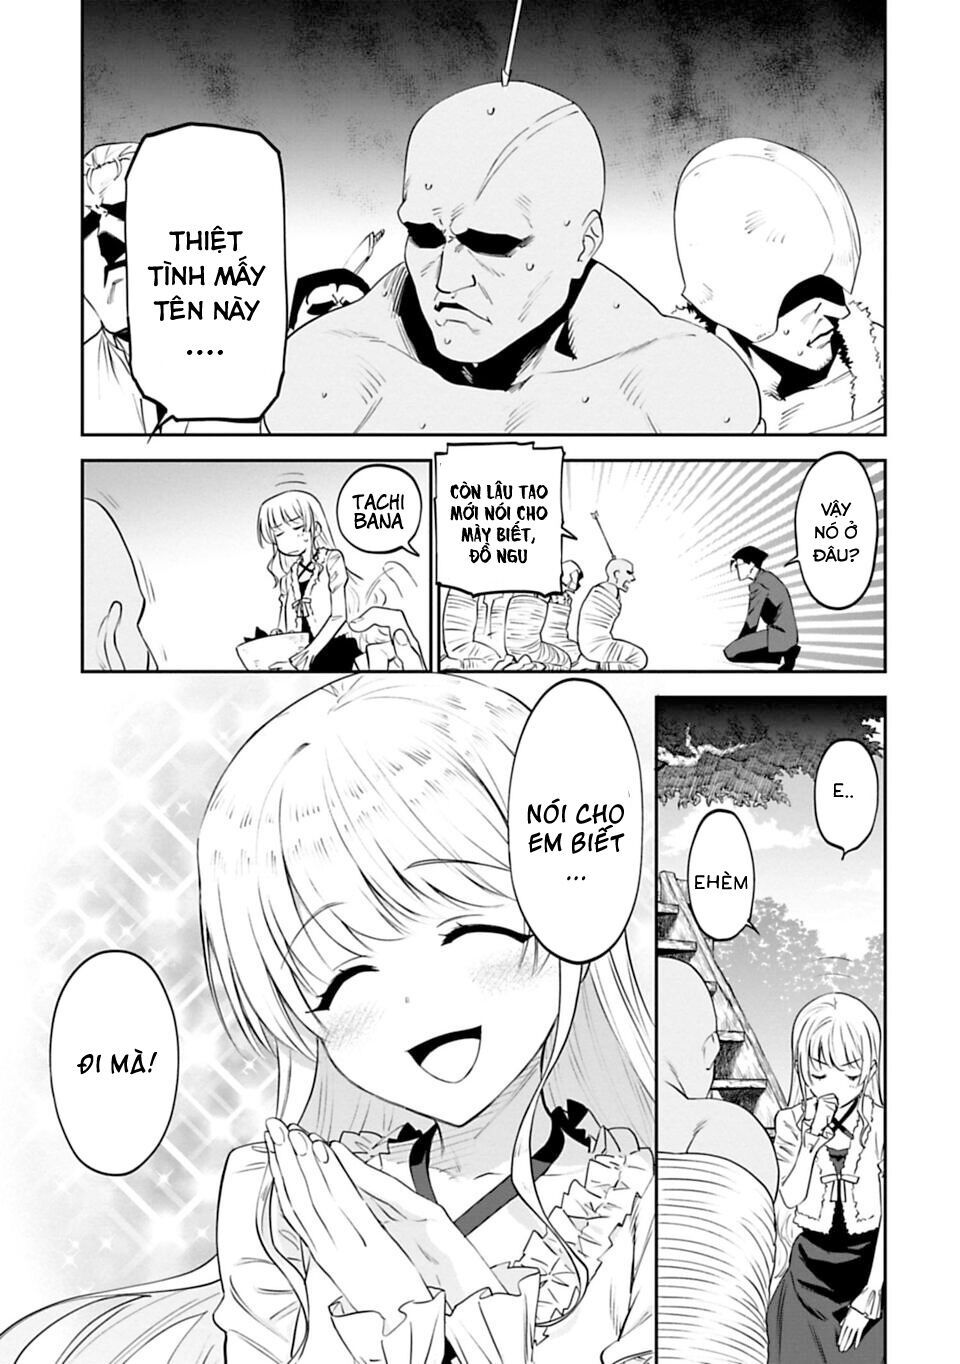 THIỆT
TÌNH MẤY
TÊN NÀY
....
VẬY
NÓ Ở
ĐÂU?
CÒN LÂU TAO
MỚI NÓI CHO
MÀY BIẾT,
ĐỒ NGU
TACHI
BANA
E..
EHÈM
NÓI CHO
EM BIẾT
...
ĐI MÀ!